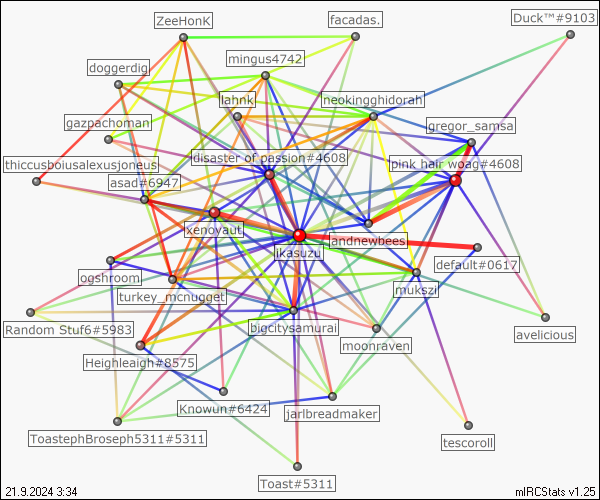 ZeeHonK
facadas.
Duck™#9103
mingus4742
doggerdig
lahnk
neokingghidorah
gazpachoman
gregor_samsa
disaster of passion#4608
pink hair woag#4608
thiccusboiusalexusjoneus
asad#6947
xenoyaut
andnewbees
ikasuzu
default#0617
ogshroom
turkey_mcnugget
mukszi
Random Stuf6#5983
bigcitysamurai
avelicious
moonraven
Heighleaigh#8575
Knowun#6424
jarlbreadmaker
ToastephBroseph5311#5311
tescoroll
Toast#5311
21.9.2024 3:34
mIRCStats v1.25